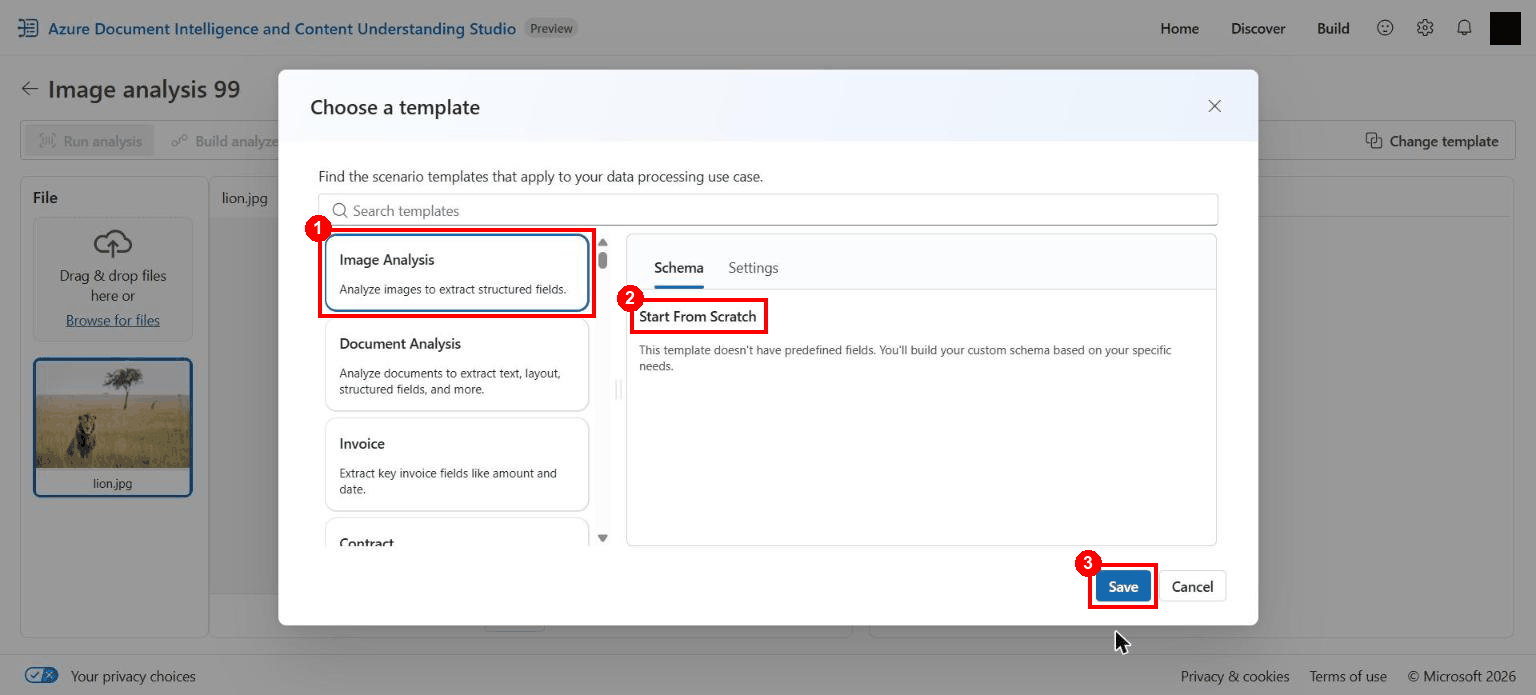 Azure Document Intelligence and Content Understanding Studio Preview
Home Discover Build
Image analysis 99
Choose a template
Run analysis Build analyze
Change template
Find the scenario templates that apply to your data processing use case.
File
lion.jpg
Search templates
1
Drag & drop files
here or
Browse for files
lion.jpg
Image Analysis
Analyze images to extract structured fields.
Document Analysis
Analyze documents to extract text, layout,
structured fields, and more.
Invoice
Extract key invoice fields like amount and
date.
Contract
Schema Settings
2
Start From Scratch
This template doesn't have predefined fields. You'll build your custom schema based on your specific
needs.
3
Save Cancel
Your privacy choices
Privacy & cookies Terms of use © Microsoft 2026